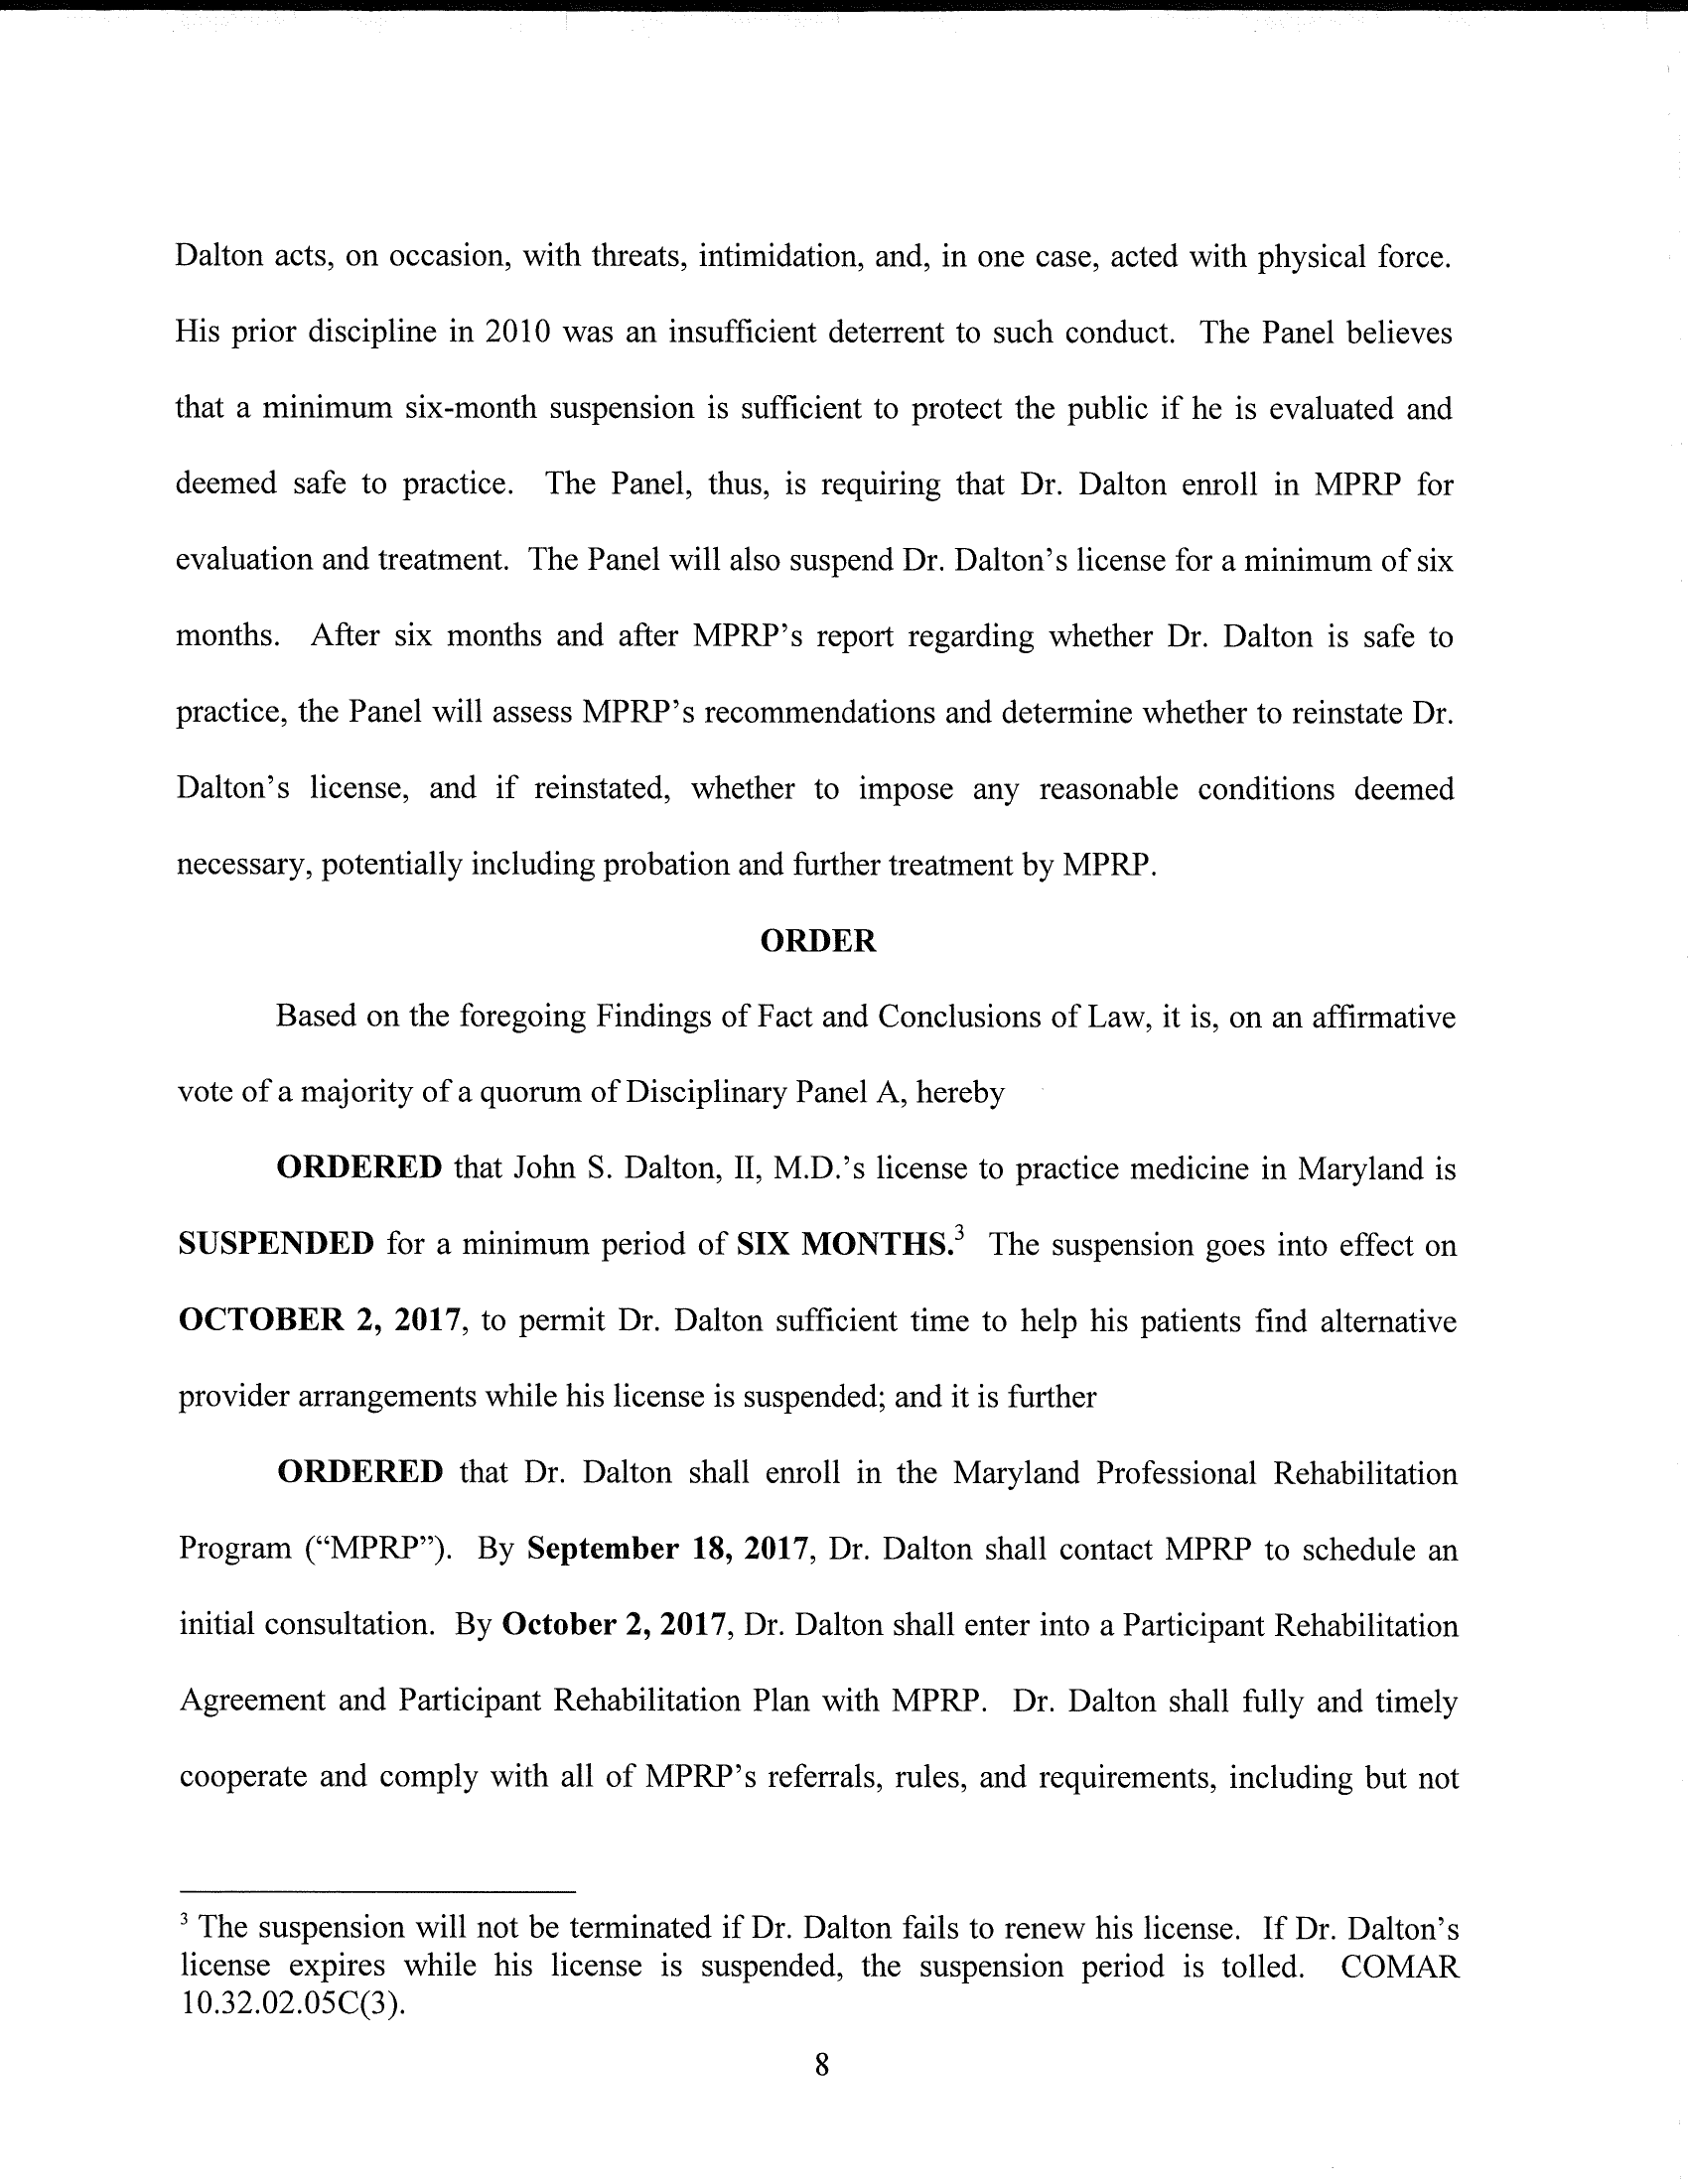 Dalton acts, on occasion, with threats, intimidation, and, in one case, acted with physical force.
His prior discipline in 2010 was an insufficient deterrent to such conduct. The Panel believes
that a minimum six-month suspension is sufficient to protect the public if he is evaluated and
deemed safe to practice. The Panel, thus, is requiring that Dr. Dalton enroll in MPRP for
evaluation and treatment. The Panel will also suspend Dr. Dalton’s license for a minimum of six
months. After six months and after MPRP’s report regarding whether Dr. Dalton is safe to
practice, the Panel will assess MPRP’s recommendations and determine whether to reinstate Dr.
Dalton’s license, and if reinstated, whether to impose any reasonable conditions deemed
necessary, potentially including probation and further treatment by MPRP.
ORDER
Based on the foregoing Findings of Fact and Conclusions of Law, it is, on an affirmative
vote of a majority of a quorum of Disciplinary Panel A, hereby
ORDERED that John S. Dalton, II, M.D.’s license to practice medicine in Maryland is
SUSPENDED for a minimum period of SIX MONTHS.³ The suspension goes into effect on
OCTOBER 2, 2017, to permit Dr. Dalton sufficient time to help his patients find alternative
provider arrangements while his license is suspended; and it is further
ORDERED that Dr. Dalton shall enroll in the Maryland Professional Rehabilitation
Program (“MPRP”). By September 18, 2017, Dr. Dalton shall contact MPRP to schedule an
initial consultation. By October 2, 2017, Dr. Dalton shall enter into a Participant Rehabilitation
Agreement and Participant Rehabilitation Plan with MPRP. Dr. Dalton shall fully and timely
cooperate and comply with all of MPRP’s referrals, rules, and requirements, including but not
³ The suspension will not be terminated if Dr. Dalton fails to renew his license. If Dr. Dalton’s
license expires while his license is suspended, the suspension period is tolled. COMAR
10.32.02.05C(3).
8